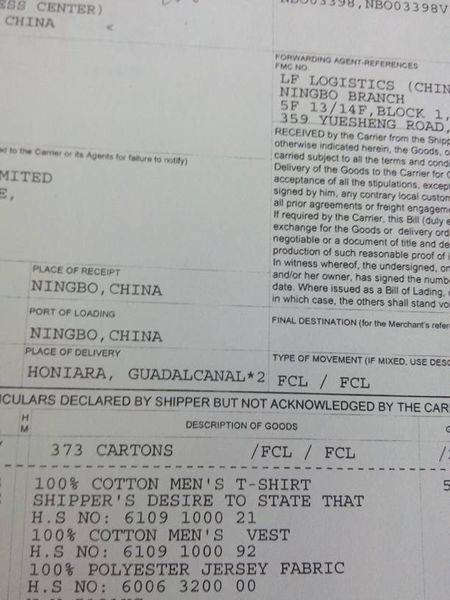 ESS CENTER)
CHINA
NBO03398V
FORWARDING AGENT-REFERENCES
FMC NO.
LF LOGISTICS (CHIN
NINGBO BRANCH
5F 13/14F,BLOCK 1,
359 YUESHENG ROAD,
RECEIVED by the Carrier from the Shipp
otherwise indicated herein, the Goods, o
carried subject to all the terms and cond
Delivery of the Goods to the Carrier for
acceptance of all the stipulations, excep
signed by him, any contrary local custom
all prior agreements or freight engagem
If required by the Carrier, this Bill (duly e
exchange for the Goods or delivery ord
negotiable or a document of title and de
production of such reasonable proof of i
In witness whereof, the undersigned, on
and/or her owner, has signed the numb
date. Where issued as a Bill of Lading,
in which case, the others shall stand vo
ed to the Carrier or its Agents for failure to notify)
MITED
E,
PLACE OF RECEIPT
NINGBO,CHINA
PORT OF LOADING
NINGBO,CHINA
FINAL DESTINATION (for the Merchant's refer
PLACE OF DELIVERY
HONIARA, GUADALCANAL*2
TYPE OF MOVEMENT (IF MIXED, USE DESC
FCL / FCL
ICULARS DECLARED BY SHIPPER BUT NOT ACKNOWLEDGED BY THE CAR
H
M
DESCRIPTION OF GOODS
373 CARTONS /FCL / FCL
100% COTTON MEN'S T-SHIRT
SHIPPER'S DESIRE TO STATE THAT
H.S NO: 6109 1000 21
100% COTTON MEN'S VEST
H.S NO: 6109 1000 92
100% POLYESTER JERSEY FABRIC
H.S NO: 6006 3200 00